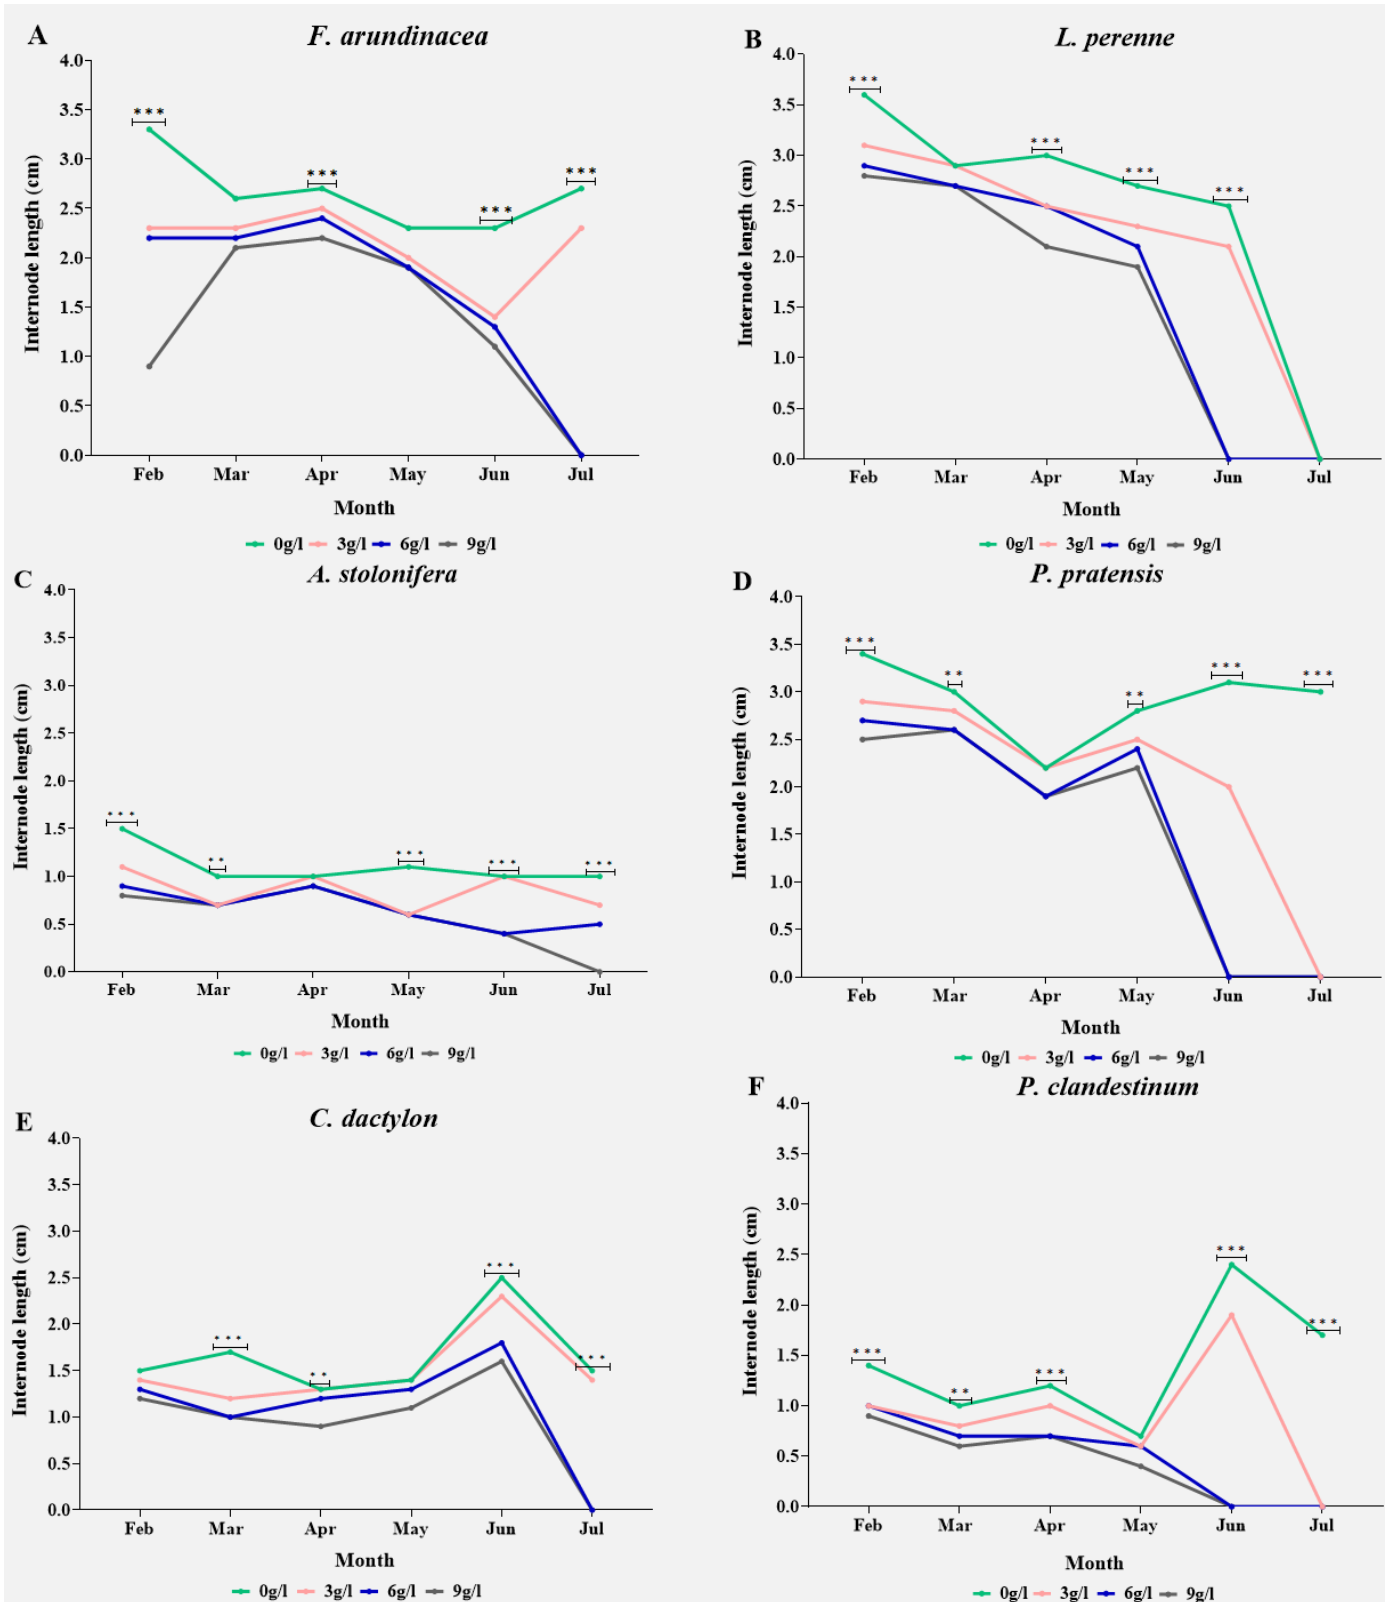 A
F. arundinacea
***
***
***
***
4.0
3.5
3.0
2.5
2.0
1.5
1.0
0.5
0.0
Internode length (cm)
Feb Mar Apr May Jun Jul
Month
0g/l 3g/l 6g/l 9g/l
B
L. perenne
***
***
***
***
4.0
3.5
3.0
2.5
2.0
1.5
1.0
0.5
0.0
Internode length (cm)
Feb Mar Apr May Jun Jul
Month
0g/l 3g/l 6g/l 9g/l
C
A. stolonifera
***
**
***
***
***
4.0
3.5
3.0
2.5
2.0
1.5
1.0
0.5
0.0
Internode length (cm)
Feb Mar Apr May Jun Jul
Month
0g/l 3g/l 6g/l 9g/l
D
P. pratensis
***
**
**
***
***
4.0
3.5
3.0
2.5
2.0
1.5
1.0
0.5
0.0
Internode length (cm)
Feb Mar Apr May Jun Jul
Month
0g/l 3g/l 6g/l 9g/l
E
C. dactylon
***
**
***
***
4.0
3.5
3.0
2.5
2.0
1.5
1.0
0.5
0.0
Internode length (cm)
Feb Mar Apr May Jun Jul
Month
0g/l 3g/l 6g/l 9g/l
F
P. clandestinum
***
**
***
***
***
4.0
3.5
3.0
2.5
2.0
1.5
1.0
0.5
0.0
Internode length (cm)
Feb Mar Apr May Jun Jul
Month
0g/l 3g/l 6g/l 9g/l